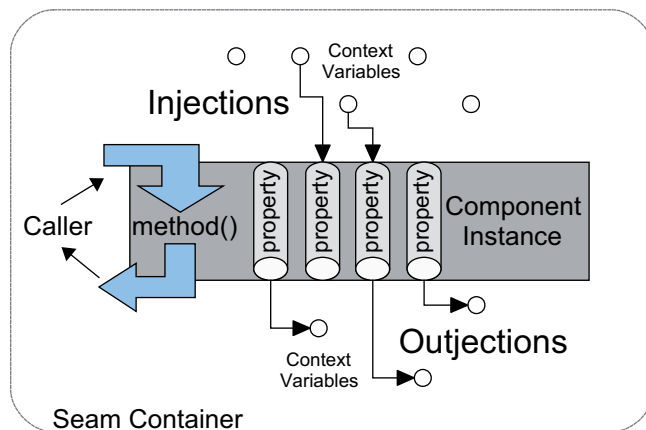 Context
Variables
Injections
property
property
property
property
Caller
method()
Component
Instance
Context
Variables
Outjections
Seam Container